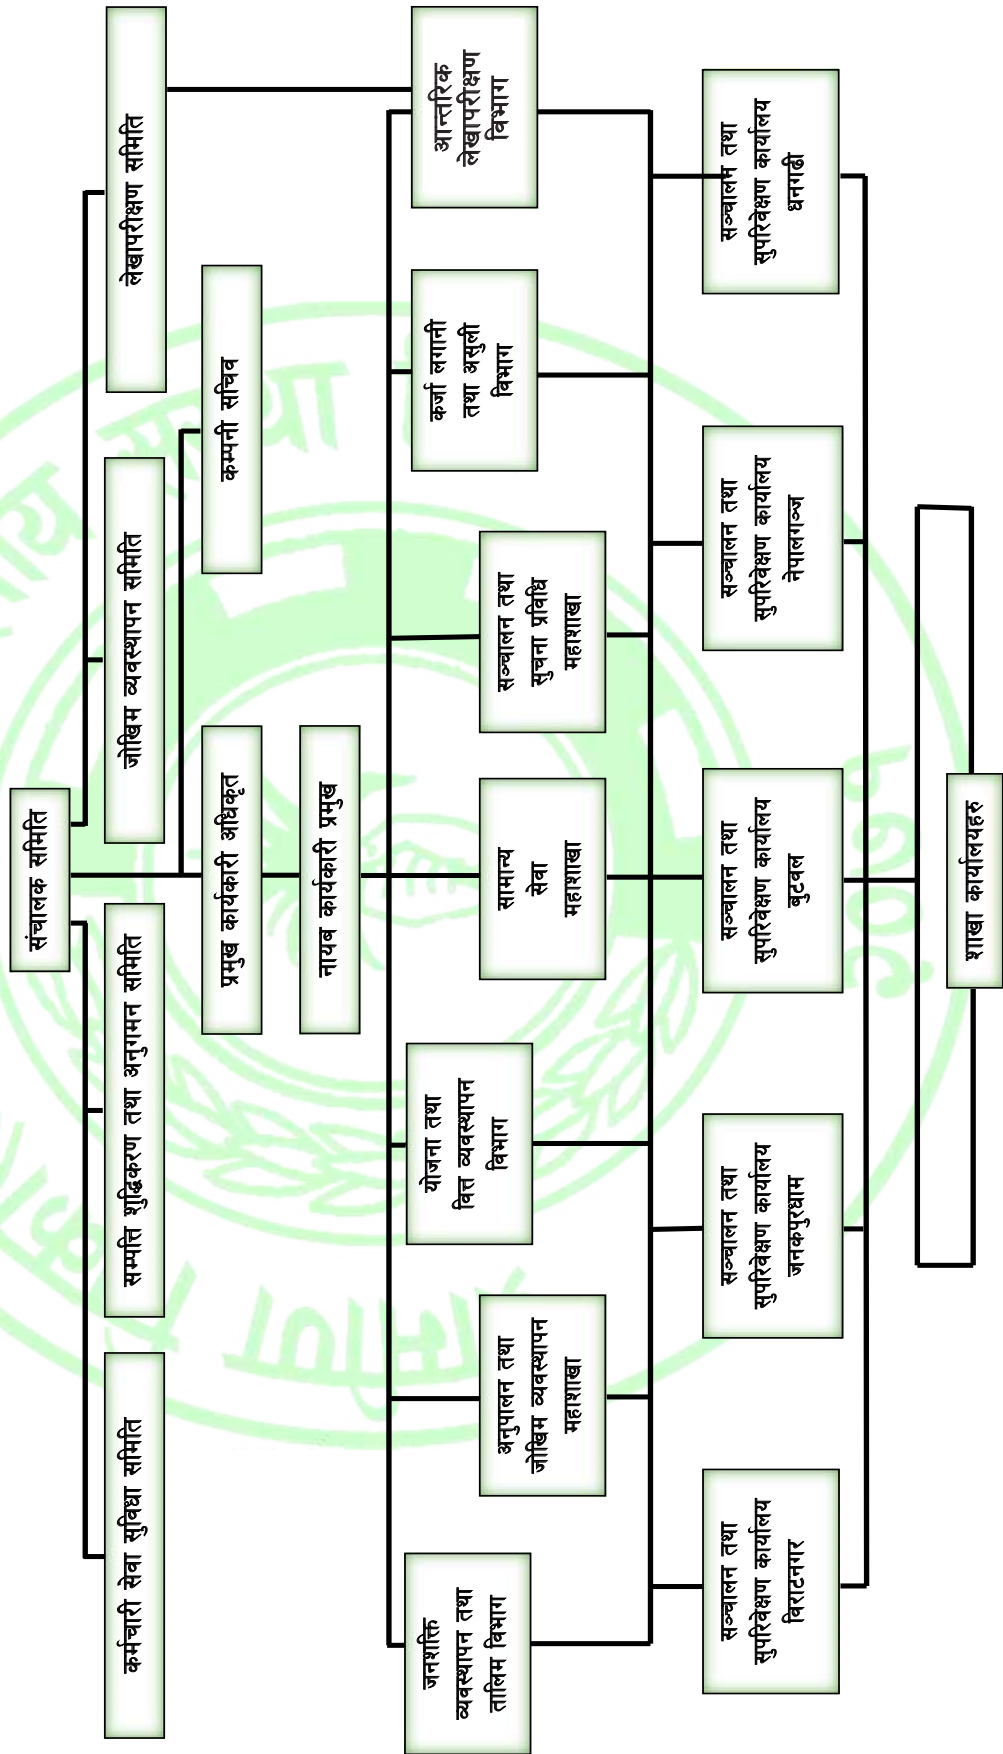 संचालक समिति
कर्मचारी सेवा सुविधा समिति
सम्पत्ति शुद्धिकरण तथा अनुगमन समिति
जोखिम व्यवस्थापन समिति
लेखापरीक्षण समिति
प्रमुख कार्यकारी अधिकृत
कम्पनी सचिव
नायब कार्यकारी प्रमुख
जनशक्ति
व्यवस्थापन तथा
तालिम विभाग
अनुपालन तथा
जोखिम व्यवस्थापन
महाशाखा
योजना तथा
वित्त व्यवस्थापन
विभाग
सामान्य
सेवा
महाशाखा
सञ्चालन तथा
सुचना प्रविधि
महाशाखा
कर्जा लगानी
तथा असुली
विभाग
आन्तरिक
लेखापरीक्षण
विभाग
सञ्चालन तथा
सुपरिवेक्षण कार्यालय
विराटनगर
सञ्चालन तथा
सुपरिवेक्षण कार्यालय
जनकपुरधाम
सञ्चालन तथा
सुपरिवेक्षण कार्यालय
बुटवल
सञ्चालन तथा
सुपरिवेक्षण कार्यालय
नेपालगञ्ज
सञ्चालन तथा
सुपरिवेक्षण कार्यालय
धनगढी
शाखा कार्यालयहरु